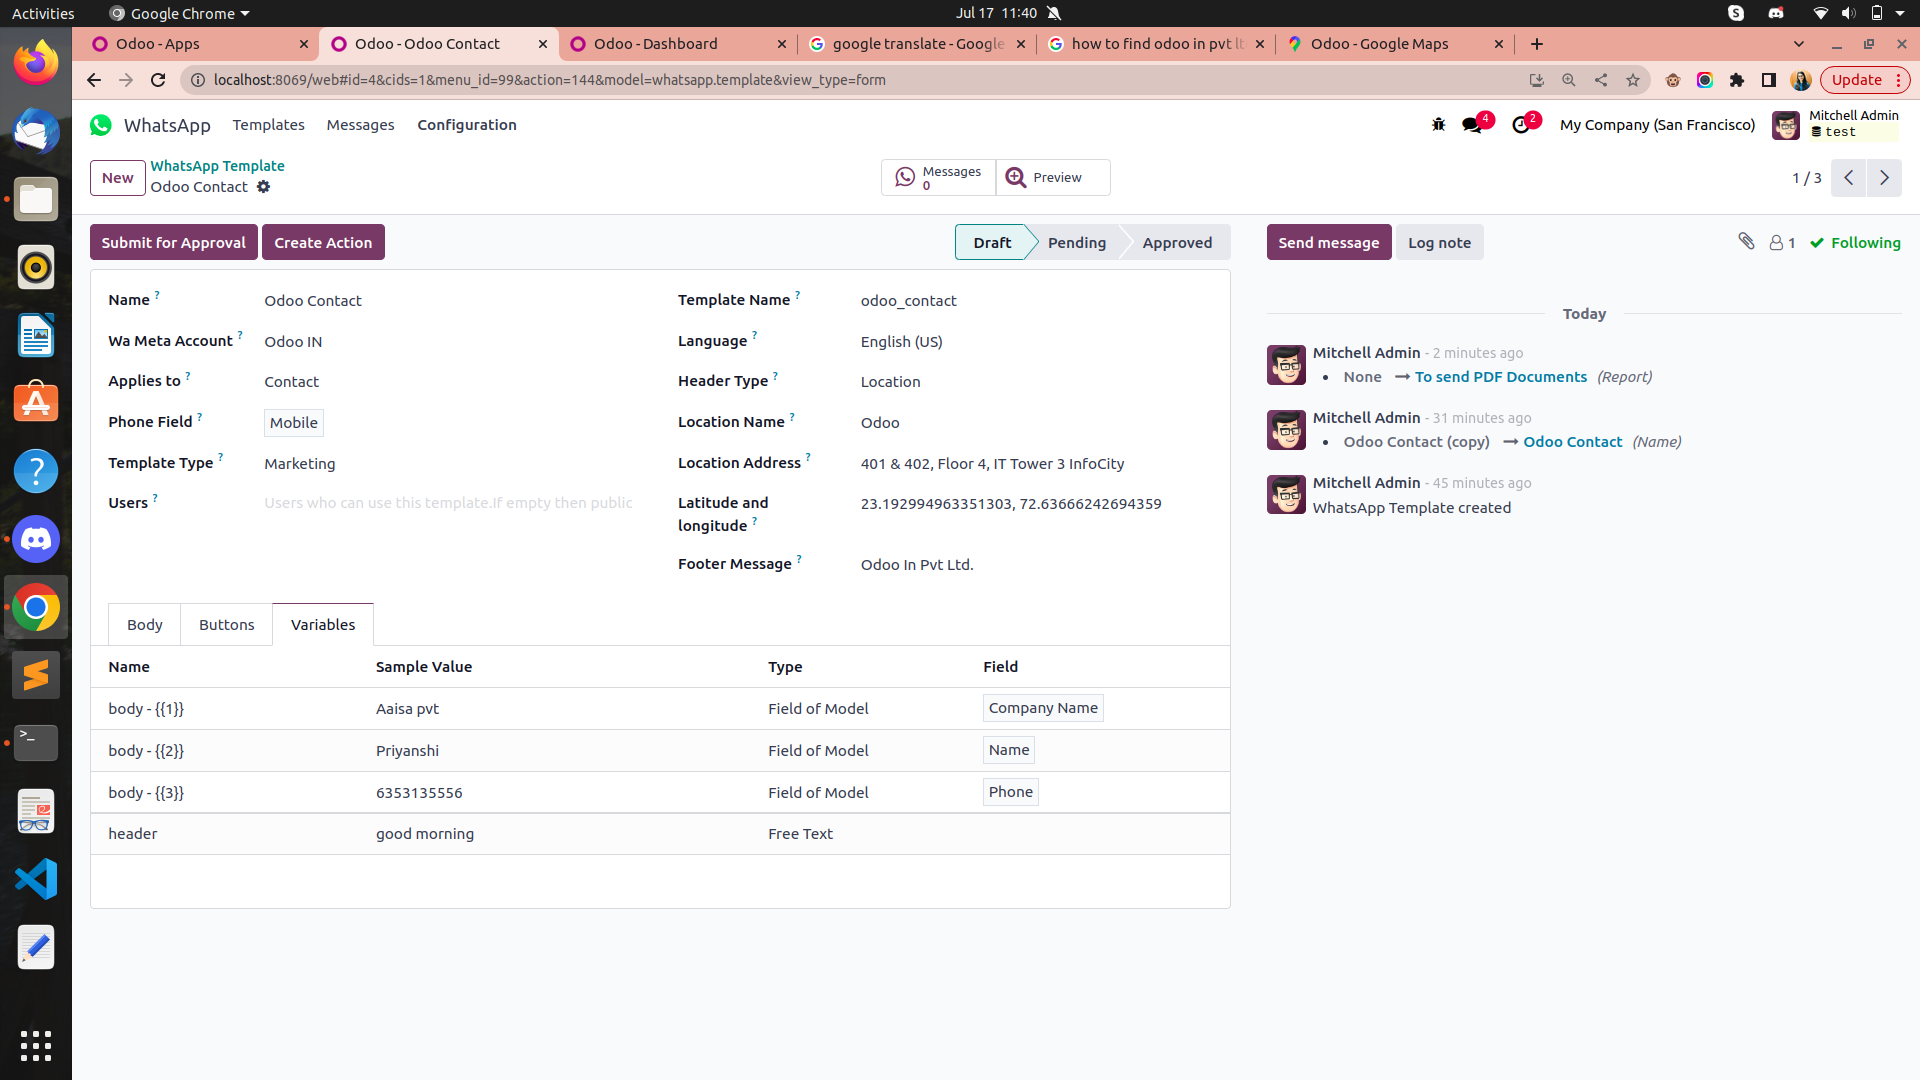 Activities
Google Chrome
Jul 17 11:40
Odoo - Apps
Odoo - Odoo Contact
Odoo - Dashboard
google translate - Google
how to find odoo in pvt lt
Odoo - Google Maps
localhost:8069/web#id=4&cids=1&menu_id=99&action=144&model=whatsapp.template&view_type=form
Update
WhatsApp
Templates
Messages
Configuration
4
2
My Company (San Francisco)
Mitchell Admin
test
New
WhatsApp Template
Odoo Contact
Messages
0
Preview
1 / 3
Submit for Approval
Create Action
Draft
Pending
Approved
Send message
Log note
1
Following
Name ?
Odoo Contact
Wa Meta Account ?
Odoo IN
Applies to ?
Contact
Phone Field ?
Mobile
Template Type ?
Marketing
Users ?
Users who can use this template.If empty then public
Template Name ?
odoo_contact
Language ?
English (US)
Header Type ?
Location
Location Name ?
Odoo
Location Address ?
401 & 402, Floor 4, IT Tower 3 InfoCity
Latitude and
longitude ?
23.192994963351303, 72.63666242694359
Footer Message ?
Odoo In Pvt Ltd.
Body
Buttons
Variables
Name Sample Value Type Field
body - {{1}} Aaisa pvt Field of Model Company Name
body - {{2}} Priyanshi Field of Model Name
body - {{3}} 6353135556 Field of Model Phone
header good morning Free Text
Today
Mitchell Admin - 2 minutes ago
None → To send PDF Documents (Report)
Mitchell Admin - 31 minutes ago
Odoo Contact (copy) → Odoo Contact (Name)
Mitchell Admin - 45 minutes ago
WhatsApp Template created